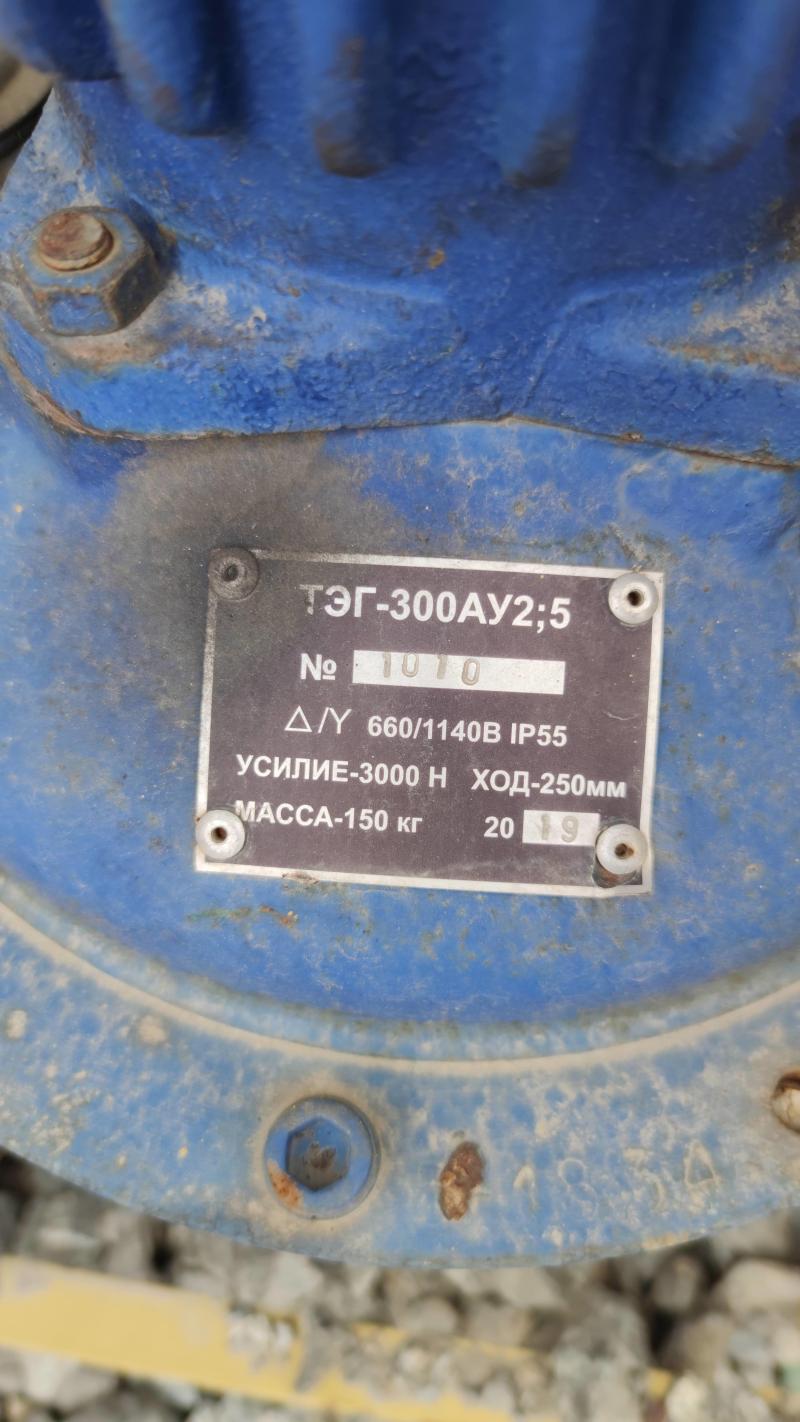 ТЭГ-300АУ2;5
№ 1010
△/Y 660/1140В IP55
УСИЛИЕ-3000 Н ХОД-250мм
МАССА-150 кг 20 19